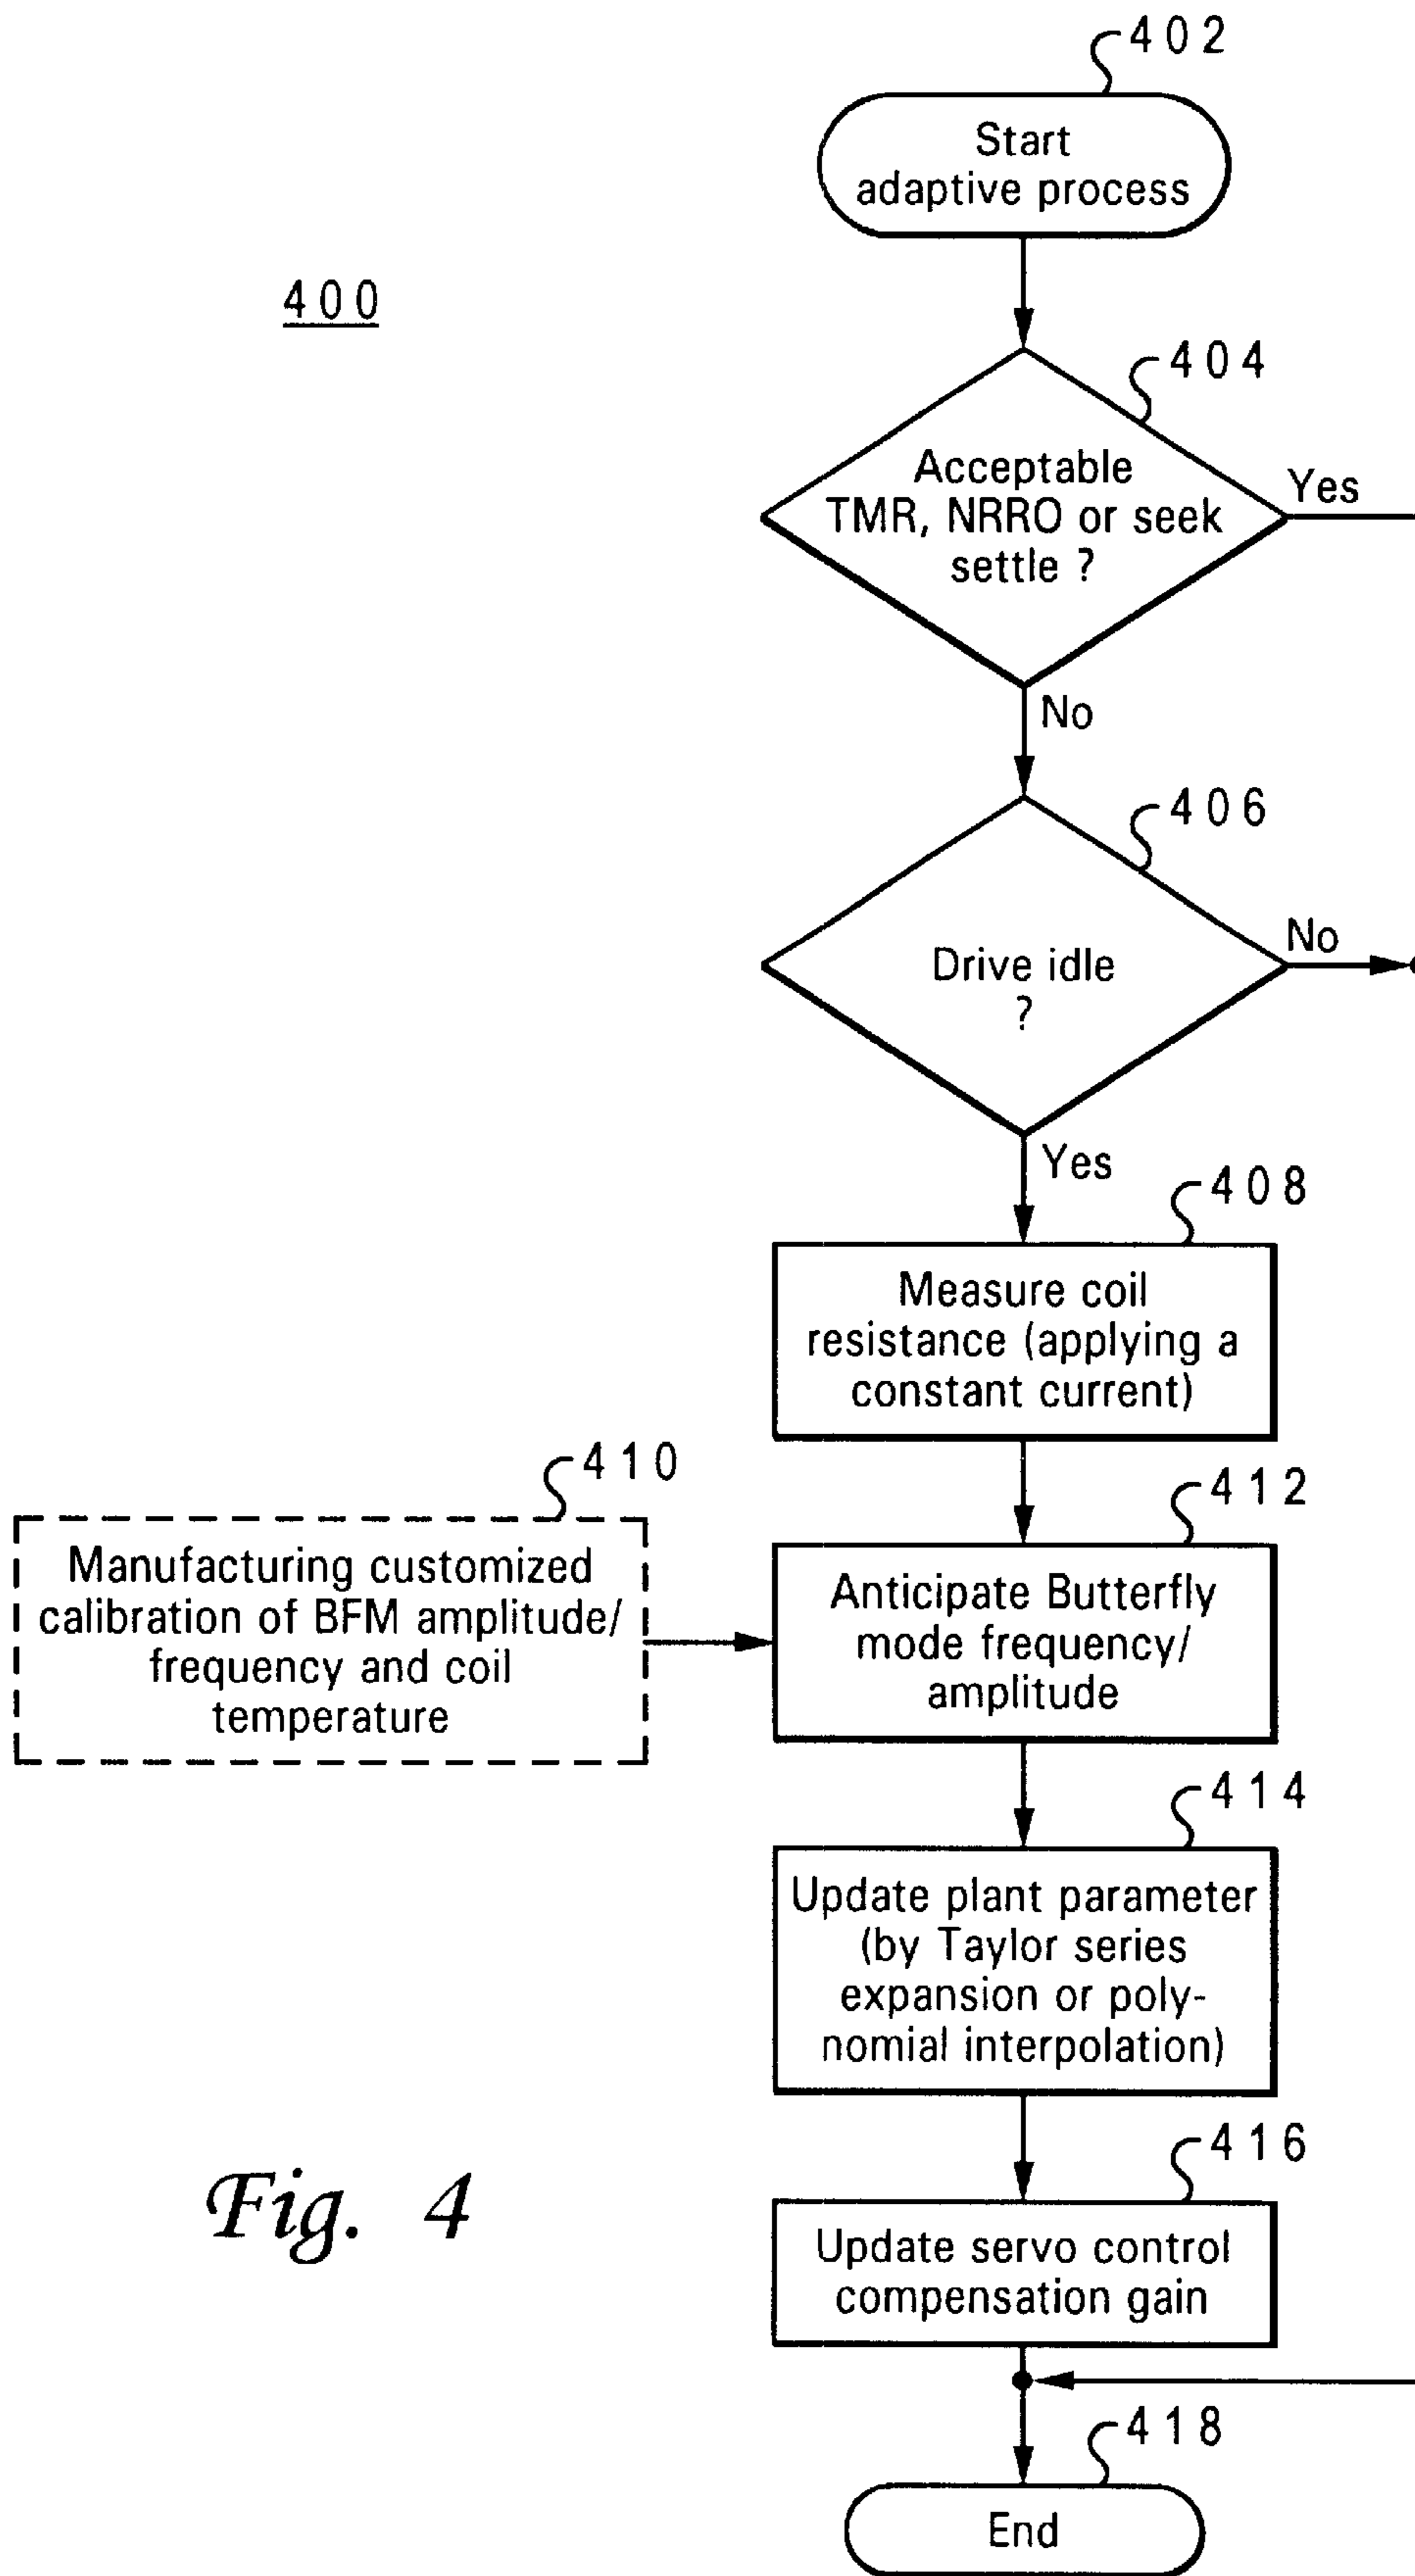 402
Start
adaptive process
400
404
Acceptable
TMR, NRRO or seek
settle ?
Yes
No
406
Drive idle
?
No
Yes
408
Measure coil
resistance (applying a
constant current)
410
Manufacturing customized
calibration of BFM amplitude/
frequency and coil
temperature
412
Anticipate Butterfly
mode frequency/
amplitude
414
Update plant parameter
(by Taylor series
expansion or poly-
nomial interpolation)
416
Update servo control
compensation gain
Fig. 4
418
End